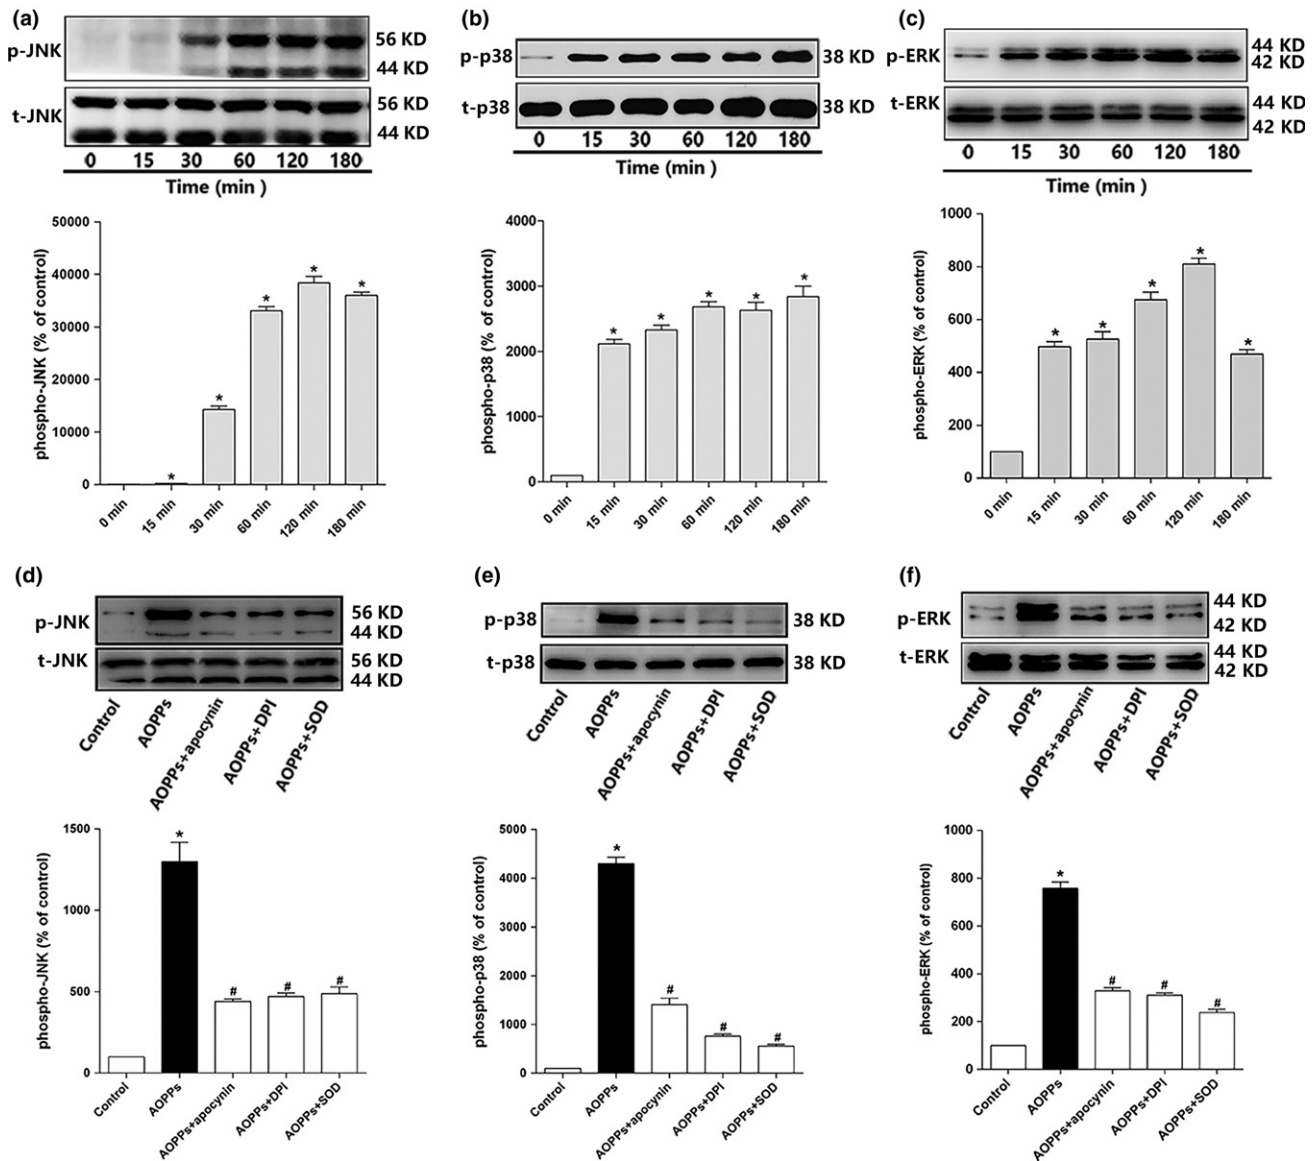 (a)
p-JNK
56 KD
44 KD
t-JNK
56 KD
44 KD
0 15 30 60 120 180
Time (min )
phospho-JNK (% of control)
50000
40000
30000
20000
10000
0
* * * * *
0 min 15 min 30 min 60 min 120 min 180 min
(b)
p-p38
38 KD
t-p38
38 KD
0 15 30 60 120 180
Time (min )
phospho-p38 (% of control)
4000
3000
2000
1000
0
* * * * *
0 min 15 min 30 min 60 min 120 min 180 min
(c)
p-ERK
44 KD
42 KD
t-ERK
44 KD
42 KD
0 15 30 60 120 180
Time (min )
phospho-ERK (% of control)
1000
800
600
400
200
0
* * * * *
0 min 15 min 30 min 60 min 120 min 180 min
(d)
p-JNK
56 KD
44 KD
t-JNK
56 KD
44 KD
Control AOPPs AOPPs+apocynin AOPPs+DPI AOPPs+SOD
phospho-JNK (% of control)
1500
1000
500
0
* # # #
Control AOPPs AOPPs+apocynin AOPPs+DPI AOPPs+SOD
(e)
p-p38
38 KD
t-p38
38 KD
Control AOPPs AOPPs+apocynin AOPPs+DPI AOPPs+SOD
phospho-p38 (% of control)
5000
4000
3000
2000
1000
0
* # # #
Control AOPPs AOPPs+apocynin AOPPs+DPI AOPPs+SOD
(f)
p-ERK
44 KD
42 KD
t-ERK
44 KD
42 KD
Control AOPPs AOPPs+apocynin AOPPs+DPI AOPPs+SOD
phospho-ERK (% of control)
1000
800
600
400
200
0
* # # #
Control AOPPs AOPPs+apocynin AOPPs+DPI AOPPs+SOD